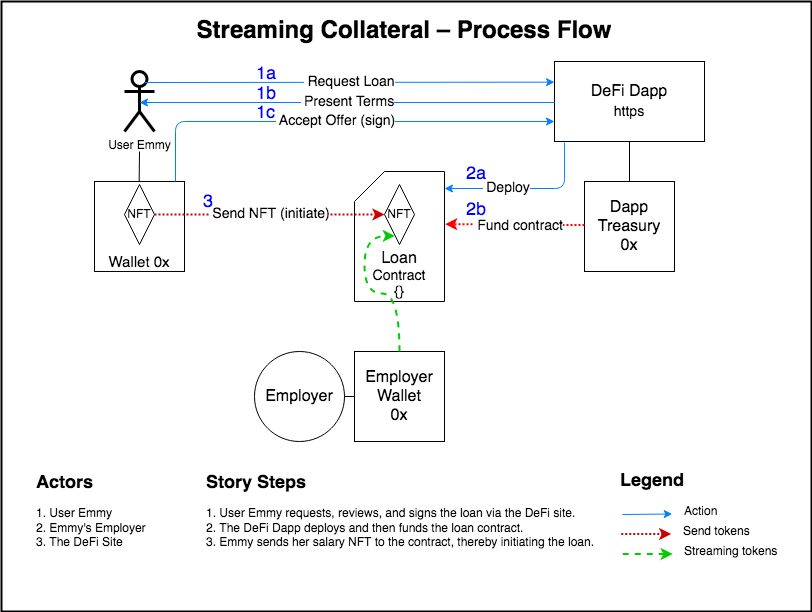 Streaming Collateral – Process Flow
1a
Request Loan
1b
Present Terms
1c
Accept Offer (sign)
User Emmy
DeFi Dapp
https
2a
Deploy
2b
Fund contract
3
Send NFT (initiate)
NFT
Wallet 0x
NFT
Loan
Contract
{}
Dapp
Treasury
0x
Employer
Employer
Wallet
0x
Actors
1. User Emmy
2. Emmy's Employer
3. The DeFi Site
Story Steps
1. User Emmy requests, reviews, and signs the loan via the DeFi site.
2. The DeFi Dapp deploys and then funds the loan contract.
3. Emmy sends her salary NFT to the contract, thereby initiating the loan.
Legend
Action
Send tokens
Streaming tokens